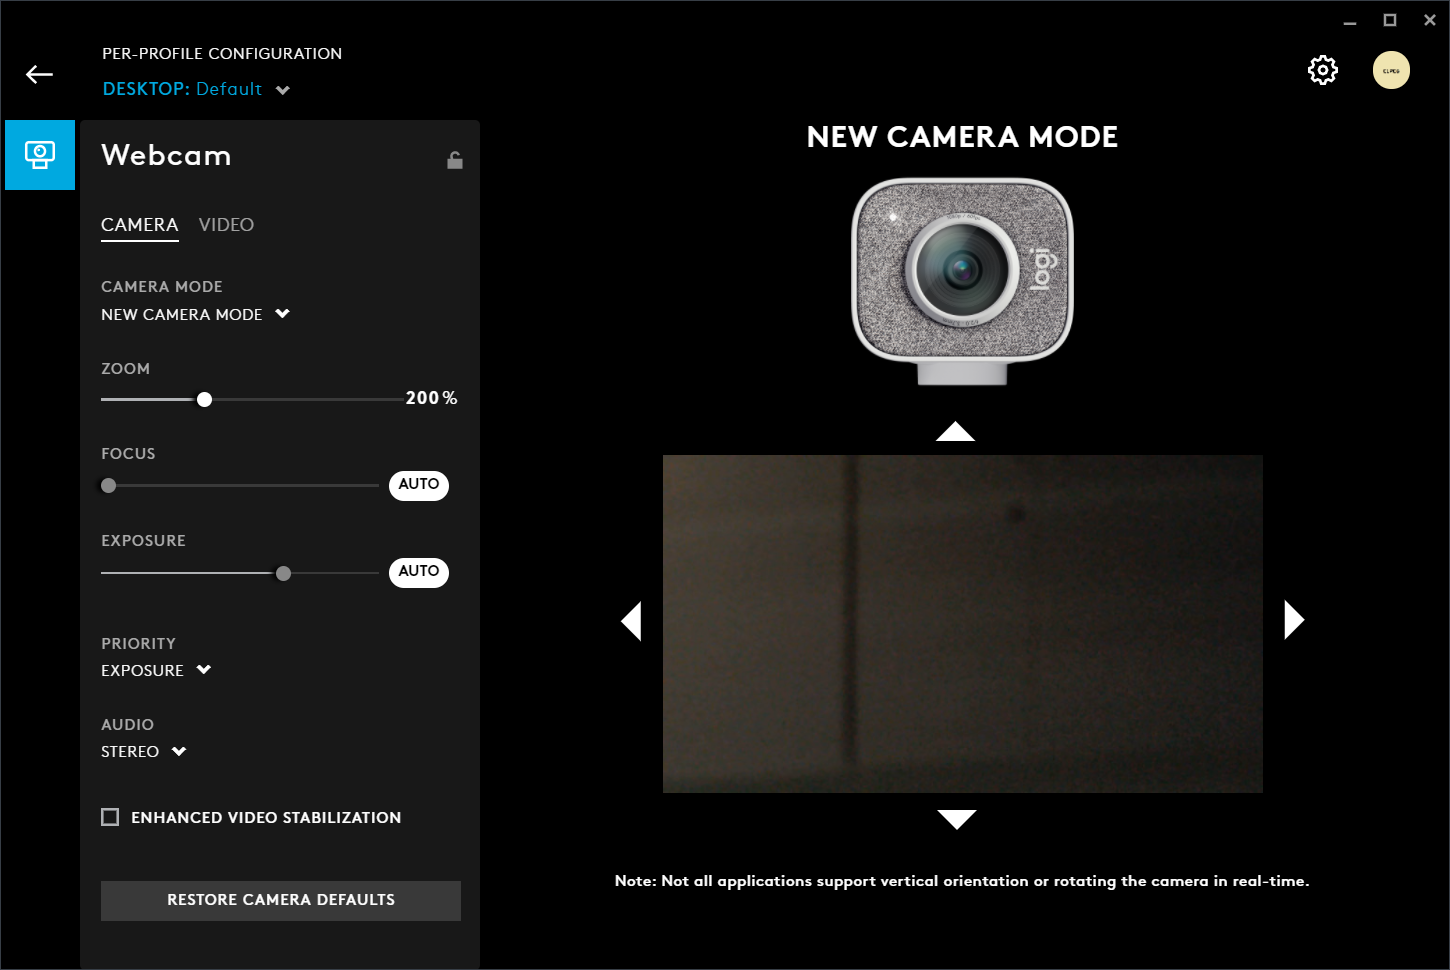 PER-PROFILE CONFIGURATION
DESKTOP: Default
Webcam
CAMERA VIDEO
CAMERA MODE
NEW CAMERA MODE
ZOOM
200 %
FOCUS
AUTO
EXPOSURE
AUTO
PRIORITY
EXPOSURE
AUDIO
STEREO
ENHANCED VIDEO STABILIZATION
RESTORE CAMERA DEFAULTS
NEW CAMERA MODE
logi
Note: Not all applications support vertical orientation or rotating the camera in real-time.